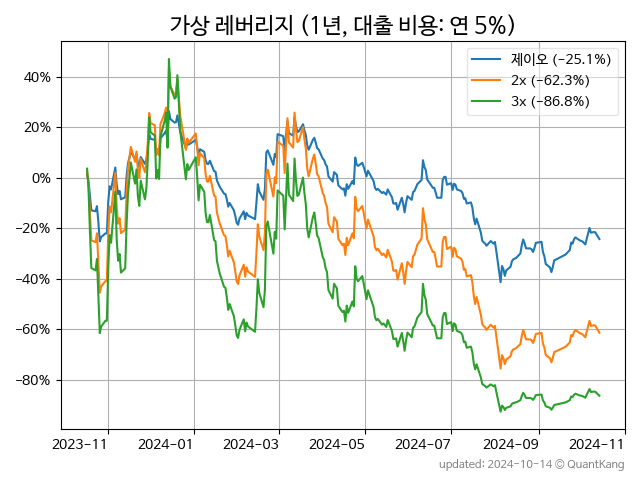 가상 레버리지 (1년, 대출 비용: 연 5%)
제이오 (-25.1%)
2x (-62.3%)
3x (-86.8%)
40%
20%
0%
-20%
-40%
-60%
-80%
2023-11 2024-01 2024-03 2024-05 2024-07 2024-09 2024-11
updated: 2024-10-14 © QuantKang